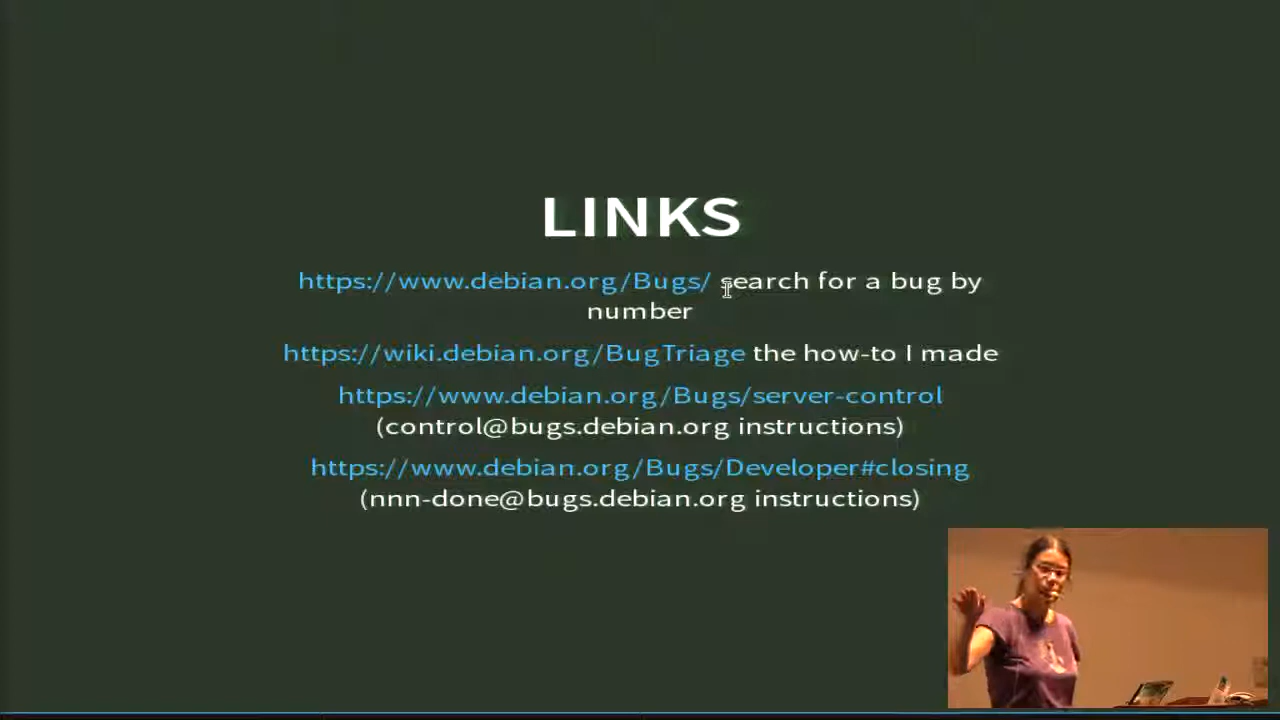 LINKS
https://www.debian.org/Bugs/ search for a bug by
number
https://wiki.debian.org/BugTriage the how-to I made
https://www.debian.org/Bugs/server-control
(control@bugs.debian.org instructions)
https://www.debian.org/Bugs/Developer#closing
(nnn-done@bugs.debian.org instructions)